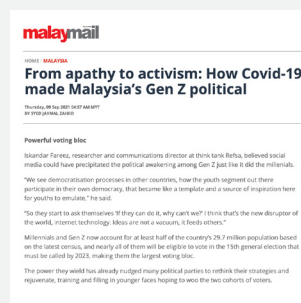 malaymail
HOME / MALAYSIA
From apathy to activism: How Covid-19
made Malaysia's Gen Z political
Thursday, 09 Sep 2021 04:57 AM MYT
BY SYED JAYMAL ZAHIID
Powerful voting bloc
Iskandar Fareez, researcher and communications director at think tank Refsa, believed social
media could have precipitated the political awakening among Gen Z just like it did the millenials.
"We see democratisation processes in other countries, how the youth segment out there
participate in their own democracy, that became like a template and a source of inspiration here
for youths to emulate," he said.
"So they start to ask themselves 'If they can do it, why can't we?' I think that's the new disruptor of
the world, internet technology. Ideas are not a vacuum, it feeds others."
Millennials and Gen Z now account for at least half of the country's 29.7 million population based
on the latest census, and nearly all of them will be eligible to vote in the 15th general election that
must be called by 2023, making them the largest voting bloc.
The power they wield has already nudged many political parties to rethink their strategies and
rejuvenate, training and filling in younger faces hoping to woo the two cohorts of voters.